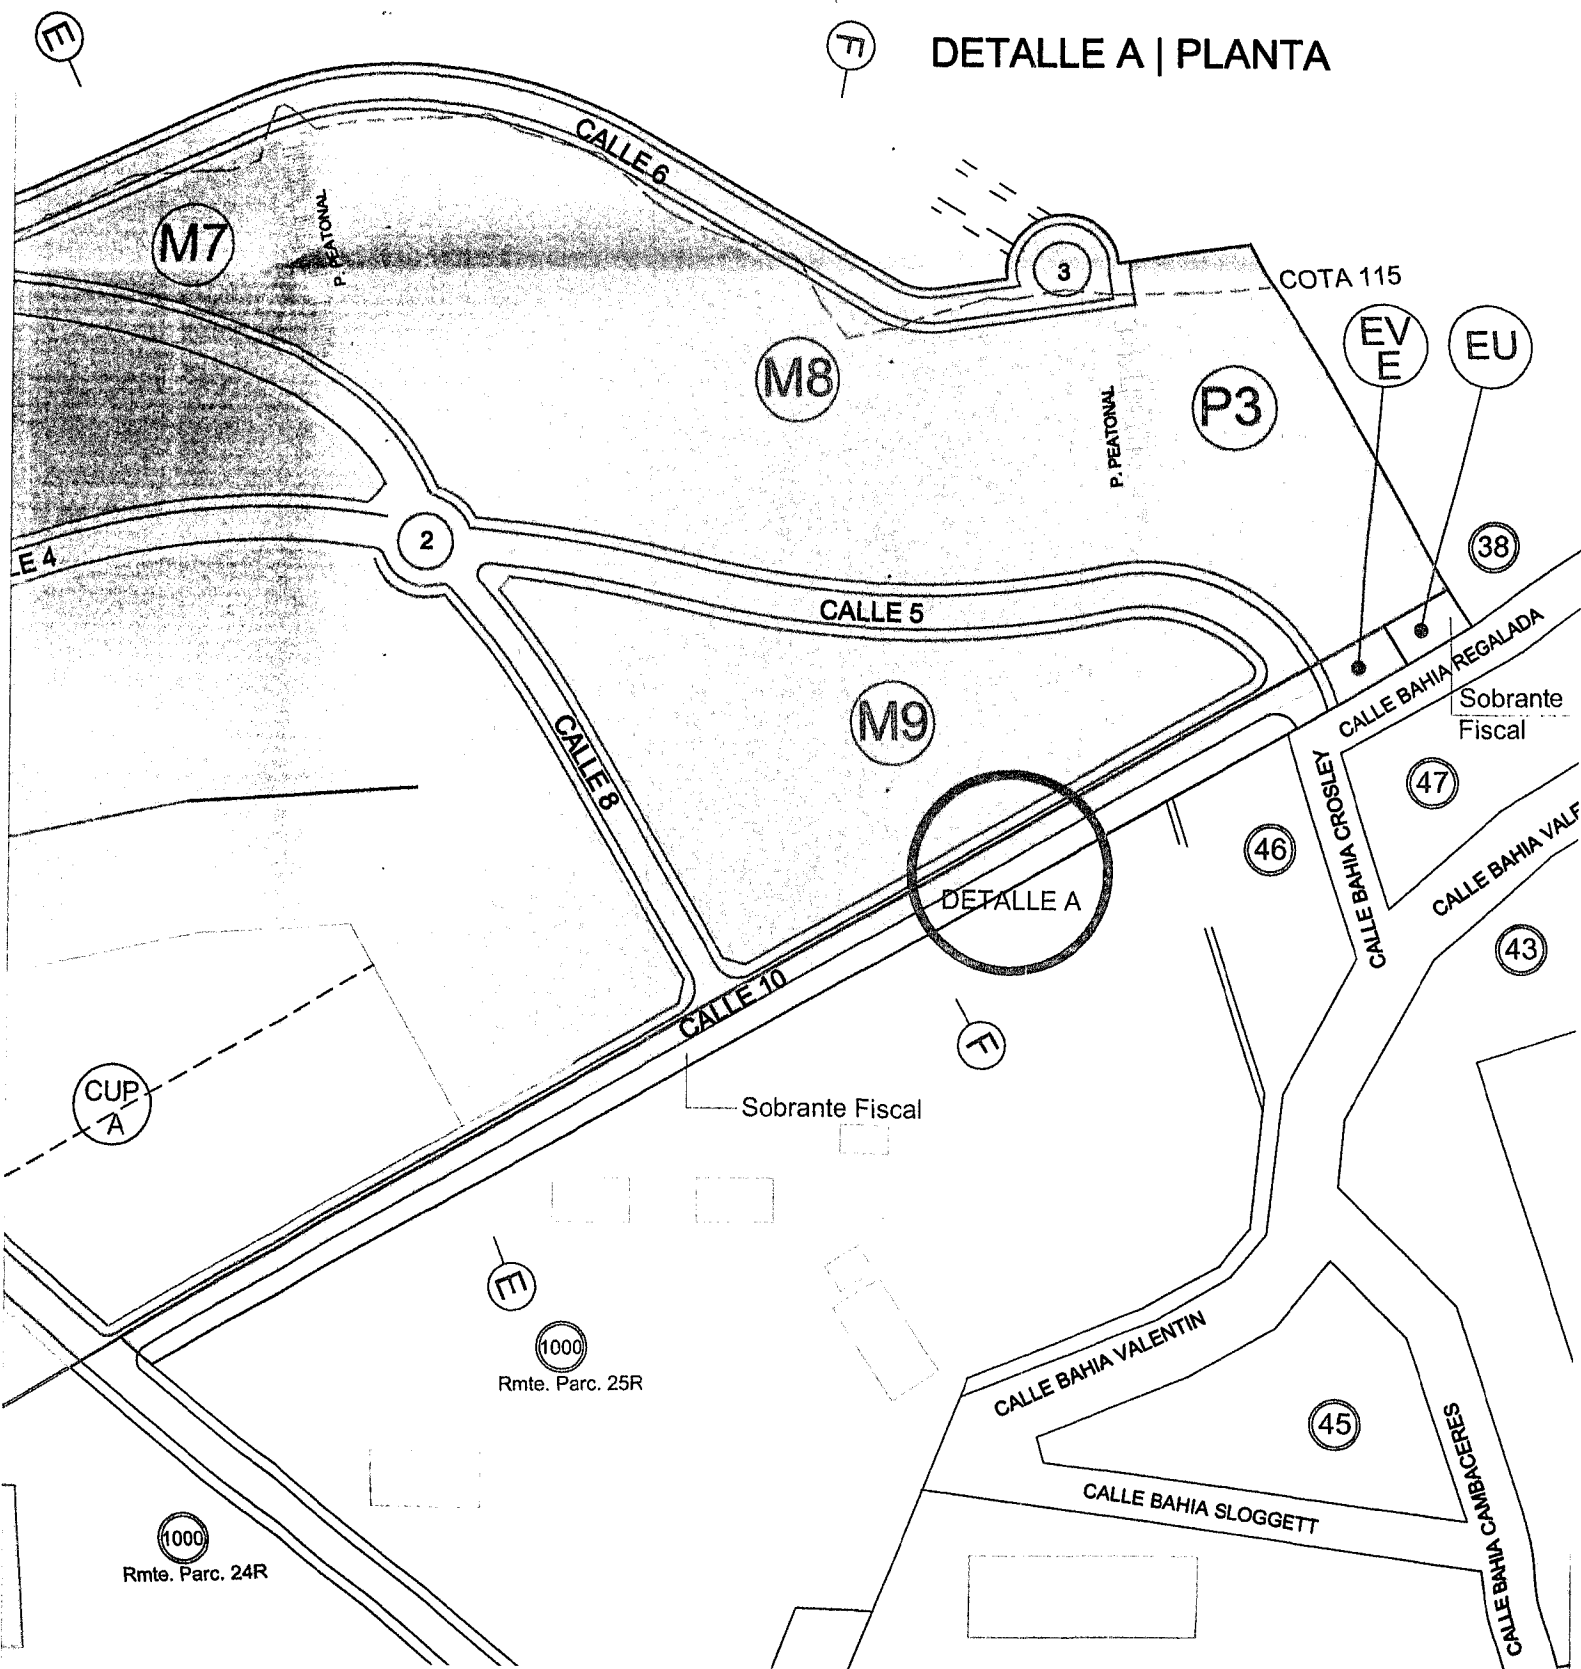 E
F
DETALLE A | PLANTA
CALLE 6
M7
P. PEATONAL
3
COTA 115
EV
E
EU
M8
P3
P. PEATONAL
2
38
LE 4
CALLE 5
CALLE BAHIA REGALADA
Sobrante
Fiscal
M9
CALLE 8
47
46
CALLE BAHIA CROSLEY
CALLE BAHIA VALE
DETALLE A
43
CALLE 10
F
CUP
A
Sobrante Fiscal
E
1000
Rmte. Parc. 25R
CALLE BAHIA VALENTIN
45
CALLE BAHIA CAMBACERES
CALLE BAHIA SLOGGETT
1000
Rmte. Parc. 24R